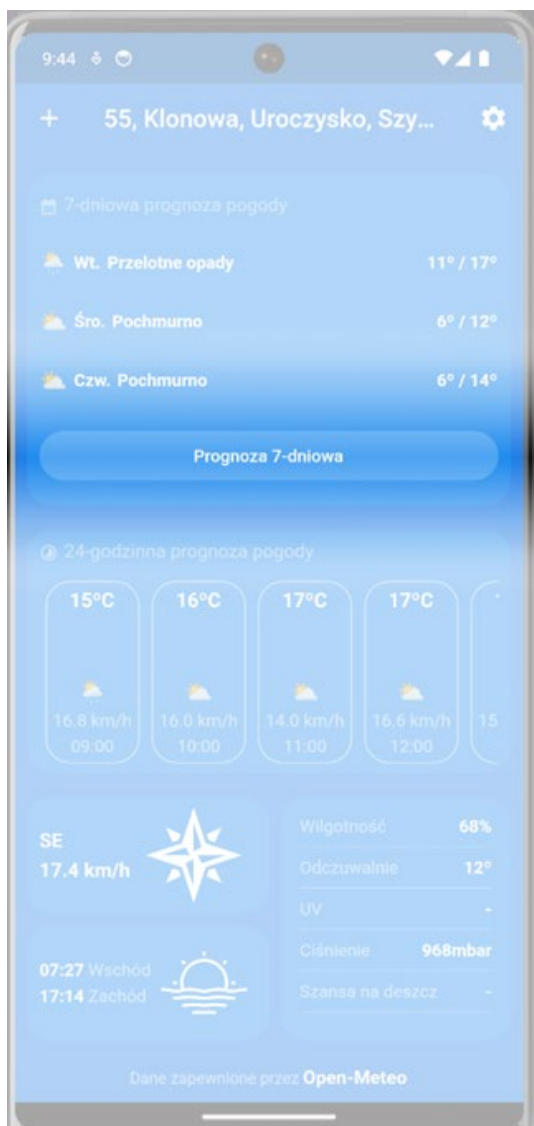 9:44
+ 55, Klonowa, Uroczysko, Szy...
7-dniowa prognoza pogody
Wt. Przelotne opady 11° / 17°
Śro. Pochmurno 6° / 12°
Czw. Pochmurno 6° / 14°
Prognoza 7-dniowa
24-godzinna prognoza pogody
15°C 16°C 17°C 17°C
16.8 km/h 16.0 km/h 14.0 km/h 16.6 km/h 15
09:00 10:00 11:00 12:00
SE
17.4 km/h
Wilgotność 68%
Odczuwalnie 12°
UV -
Ciśnienie 968mbar
Szansa na deszcz -
07:27 Wschód
17:14 Zachód
Dane zapewnione przez Open-Meteo